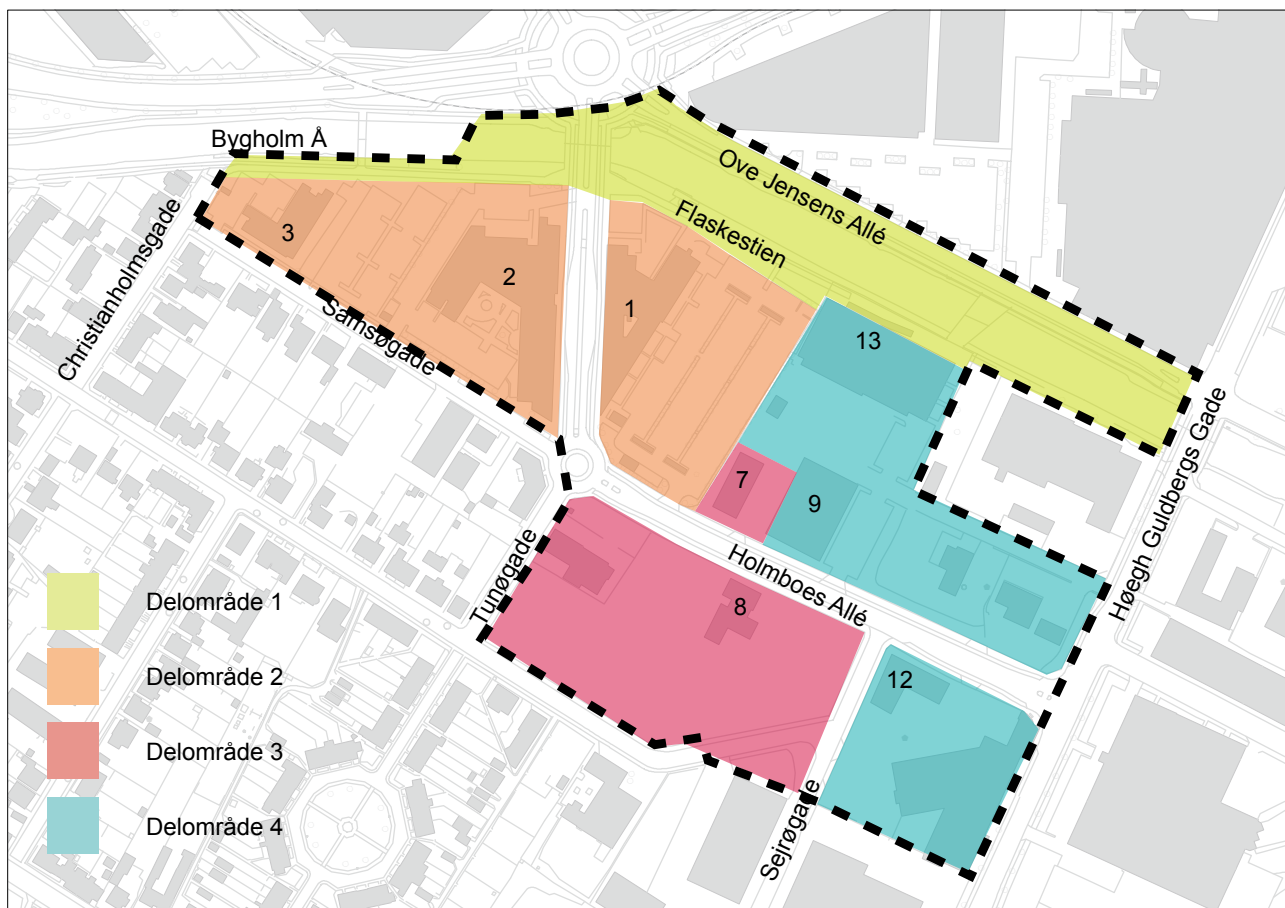 Bygholm Å
Ove Jensens Allé
Flaskestien
Christianholmsgade
3
2
1
Samsøgade
13
7
9
Høegh Guldbergs Gade
Holmboes Allé
Tunøgade
8
12
Sejrøgade
Delområde 1
Delområde 2
Delområde 3
Delområde 4